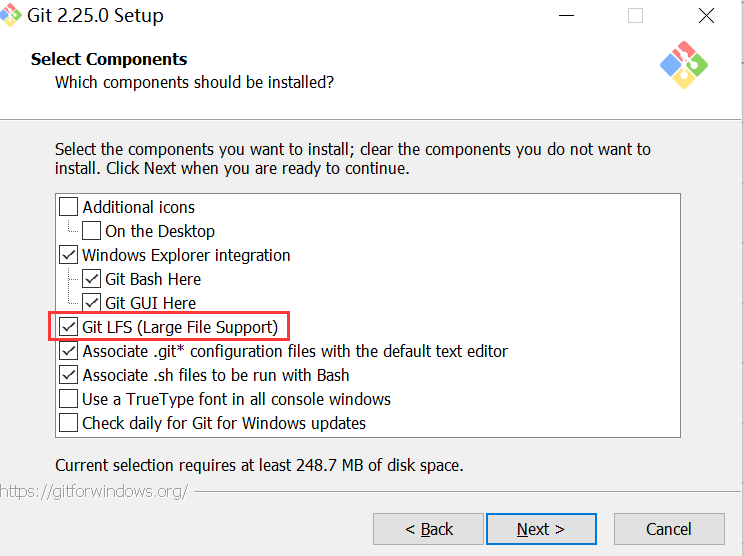 Git 2.25.0 Setup
Select Components
Which components should be installed?
Select the components you want to install; clear the components you do not want to
install. Click Next when you are ready to continue.
Additional icons
On the Desktop
Windows Explorer integration
Git Bash Here
Git GUI Here
Git LFS (Large File Support)
Associate .git* configuration files with the default text editor
Associate .sh files to be run with Bash
Use a TrueType font in all console windows
Check daily for Git for Windows updates
Current selection requires at least 248.7 MB of disk space.
https://gitforwindows.org/
< Back
Next >
Cancel